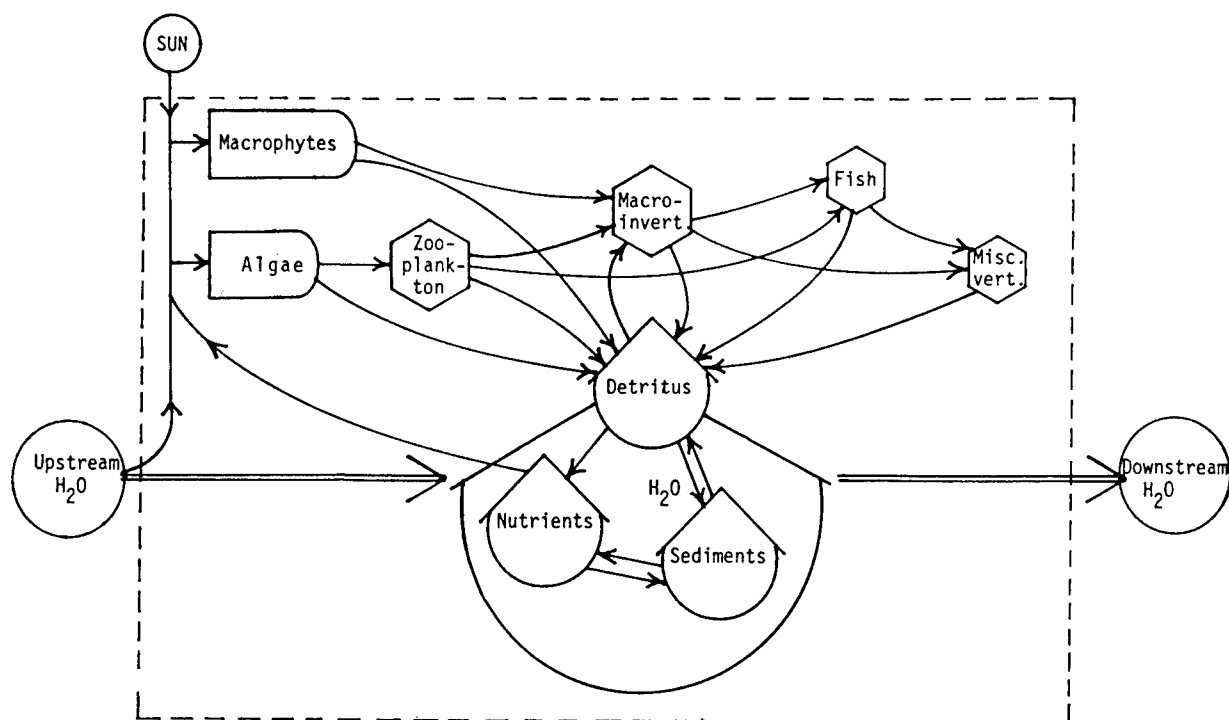 SUN
Macrophytes
Algae
Zoo-
plank-
ton
Macro-
invert.
Fish
Misc.
vert.
Detritus
Upstream
H₂O
H₂O
Nutrients
Sediments
Downstream
H₂O